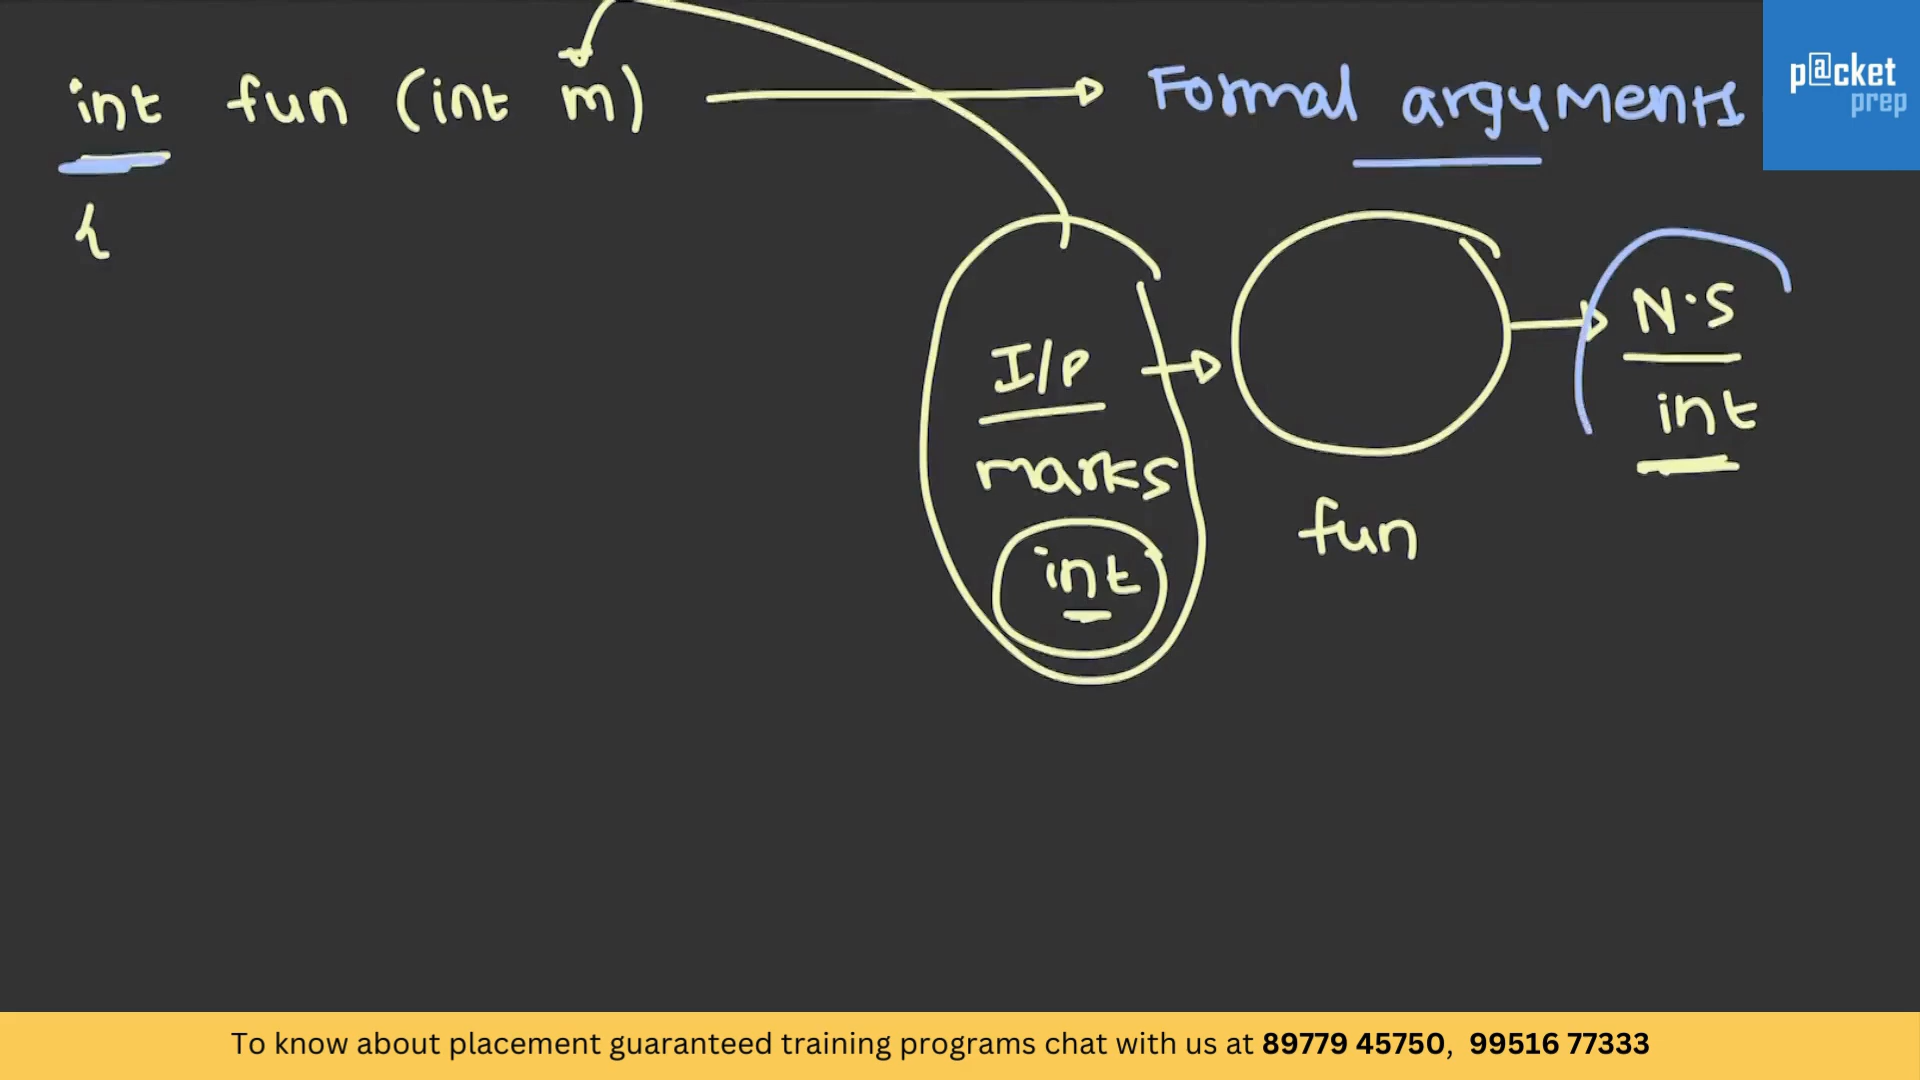 int fun (int m) Formal arguments
{
p@cket
prep
I/P
marks
int
fun
N.S
int
To know about placement guaranteed training programs chat with us at 89779 45750, 99516 77333